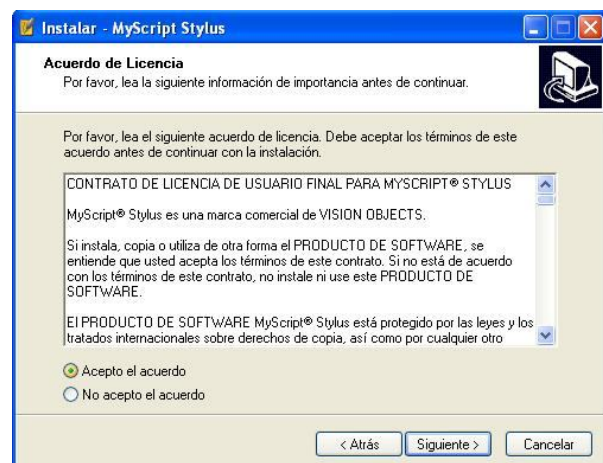 Instalar - MyScript Stylus
Acuerdo de Licencia
Por favor, lea la siguiente información de importancia antes de continuar.
Por favor, lea el siguiente acuerdo de licencia. Debe aceptar los términos de este
acuerdo antes de continuar con la instalación.
CONTRATO DE LICENCIA DE USUARIO FINAL PARA MYSCRIPT® STYLUS
MyScript® Stylus es una marca comercial de VISION OBJECTS.
Si instala, copia o utiliza de otra forma el PRODUCTO DE SOFTWARE, se
entiende que usted acepta los términos de este contrato. Si no está de acuerdo
con los términos de este contrato, no instale ni use este PRODUCTO DE
SOFTWARE.
El PRODUCTO DE SOFTWARE MyScript® Stylus está protegido por las leyes y los
tratados internacionales sobre derechos de copia, así como por cualquier otro
Acepto el acuerdo
No acepto el acuerdo
< Atrás Siguiente > Cancelar